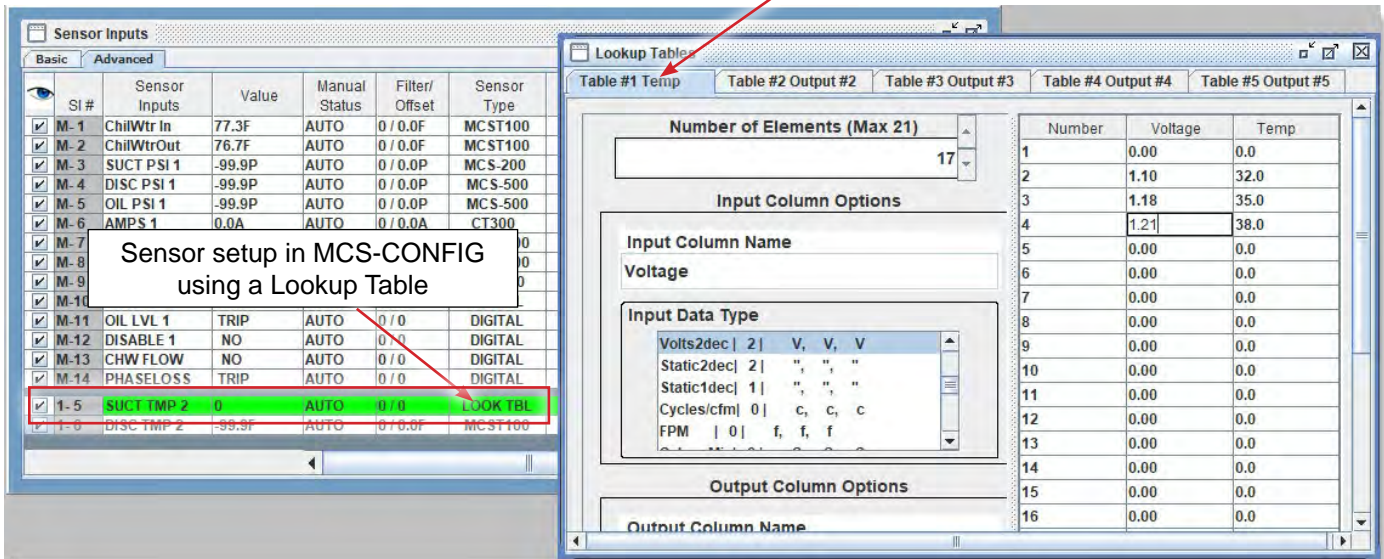 Sensor Inputs
Basic Advanced
SI # Sensor Inputs Value Manual Status Filter/ Offset Sensor Type
M- 1 ChilWtr In 77.3F AUTO 0 / 0.0F MCST100
M- 2 ChilWtrOut 76.7F AUTO 0 / 0.0F MCST100
M- 3 SUCT PSI 1 -99.9P AUTO 0 / 0.0P MCS-200
M- 4 DISC PSI 1 -99.9P AUTO 0 / 0.0P MCS-500
M- 5 OIL PSI 1 -99.9P AUTO 0 / 0.0P MCS-500
M- 6 AMPS 1 0.0A AUTO 0 / 0.0A CT300
M- 7
M- 8
M- 9
M-10
Sensor setup in MCS-CONFIG
using a Lookup Table
M-11 OIL LVL 1 TRIP AUTO 0 / 0 DIGITAL
M-12 DISABLE 1 NO AUTO 0 / 0 DIGITAL
M-13 CHW FLOW NO AUTO 0 / 0 DIGITAL
M-14 PHASELOSS TRIP AUTO 0 / 0 DIGITAL
1- 5 SUCT TMP 2 0 AUTO 0 / 0 LOOK TBL
1- 6 DISC TMP 2 -99.9F AUTO 0 / 0.0F MCST100
Lookup Tables
Table #1 Temp Table #2 Output #2 Table #3 Output #3 Table #4 Output #4 Table #5 Output #5
Number of Elements (Max 21)
17
Input Column Options
Input Column Name
Voltage
Input Data Type
Volts2dec | 2 | V, V, V
Static2dec| 2 | ", ", "
Static1dec| 1 | ", ", "
Cycles/cfm| 0 | c, c, c
FPM | 0 | f, f, f
Output Column Options
Output Column Name
Number Voltage Temp
1 0.00 0.0
2 1.10 32.0
3 1.18 35.0
4 1.21 38.0
5 0.00 0.0
6 0.00 0.0
7 0.00 0.0
8 0.00 0.0
9 0.00 0.0
10 0.00 0.0
11 0.00 0.0
12 0.00 0.0
13 0.00 0.0
14 0.00 0.0
15 0.00 0.0
16 0.00 0.0